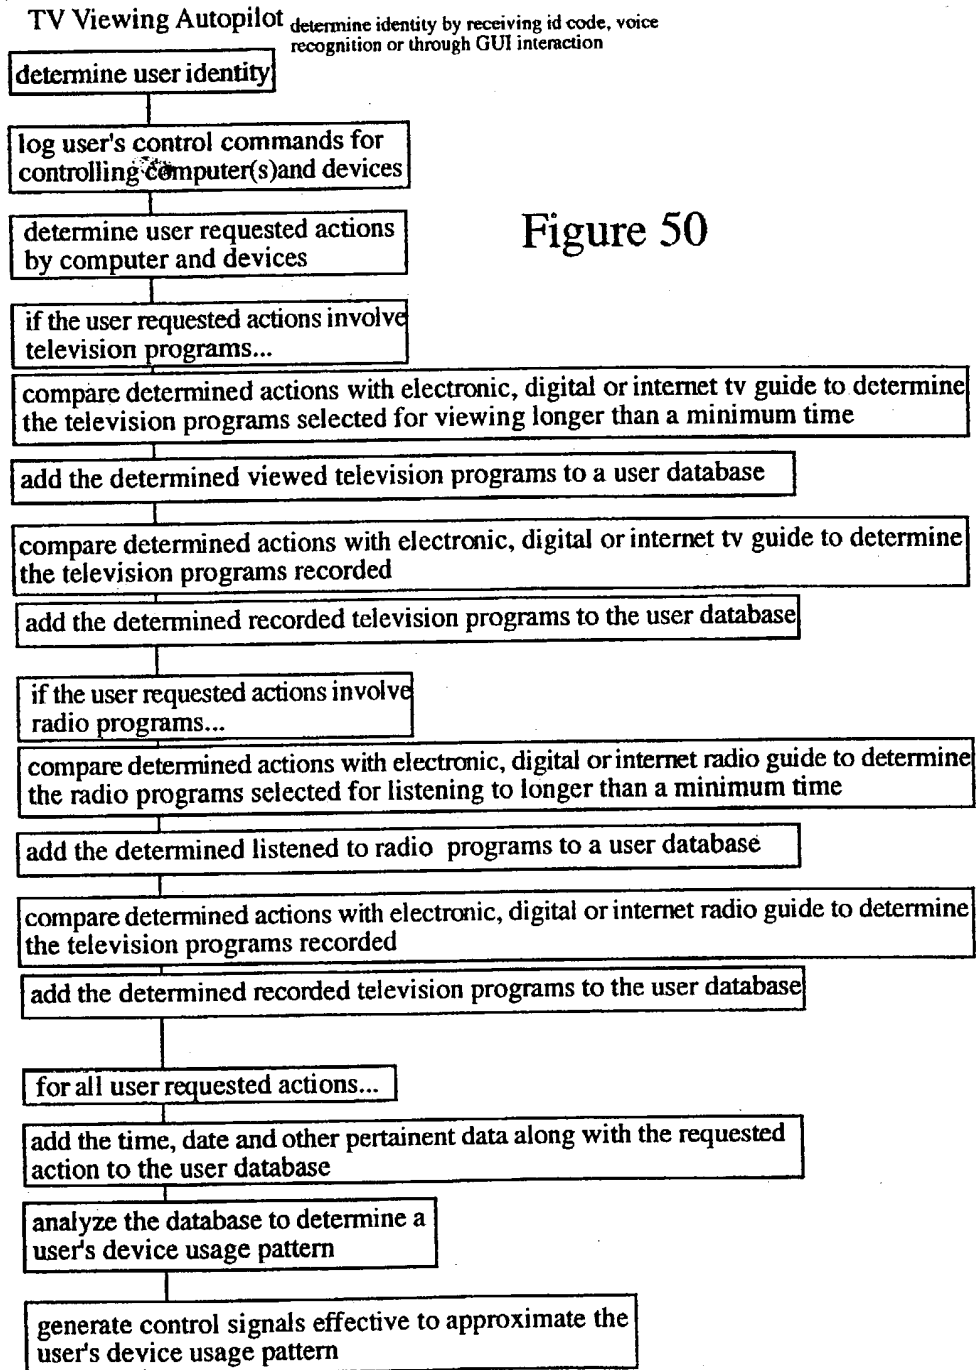 TV Viewing Autopilot determine identity by receiving id code, voice
recognition or through GUI interaction
determine user identity
log user's control commands for
controlling computer(s)and devices
Figure 50
determine user requested actions
by computer and devices
if the user requested actions involve
television programs...
compare determined actions with electronic, digital or internet tv guide to determine
the television programs selected for viewing longer than a minimum time
add the determined viewed television programs to a user database
compare determined actions with electronic, digital or internet tv guide to determine
the television programs recorded
add the determined recorded television programs to the user database
if the user requested actions involve
radio programs...
compare determined actions with electronic, digital or internet radio guide to determine
the radio programs selected for listening to longer than a minimum time
add the determined listened to radio programs to a user database
compare determined actions with electronic, digital or internet radio guide to determine
the television programs recorded
add the determined recorded television programs to the user database
for all user requested actions...
add the time, date and other pertainent data along with the requested
action to the user database
analyze the database to determine a
user's device usage pattern
generate control signals effective to approximate the
user's device usage pattern